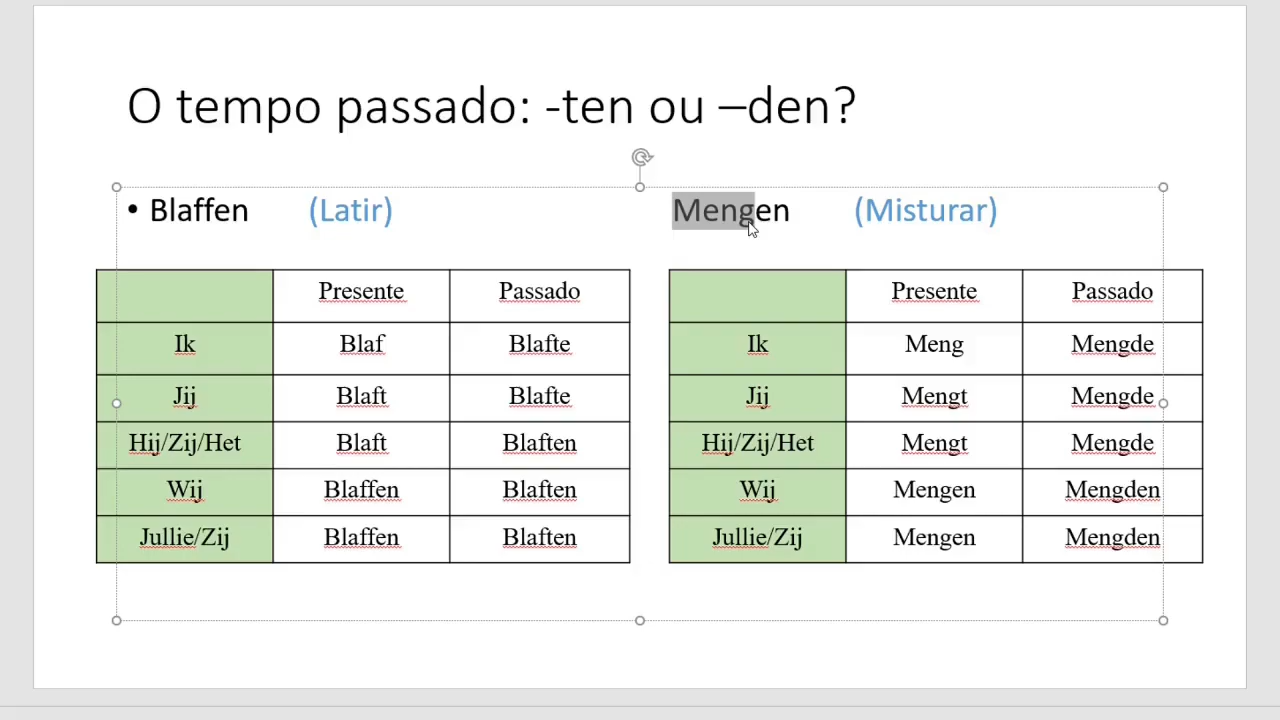 O tempo passado: -ten ou –den?
• Blaffen (Latir) Mengen (Misturar)
Presente Passado
Ik Blaf Blafte
Jij Blaft Blafte
Hij/Zij/Het Blaft Blaften
Wij Blaffen Blaften
Jullie/Zij Blaffen Blaften
Presente Passado
Ik Meng Mengde
Jij Mengt Mengde
Hij/Zij/Het Mengt Mengde
Wij Mengen Mengden
Jullie/Zij Mengen Mengden